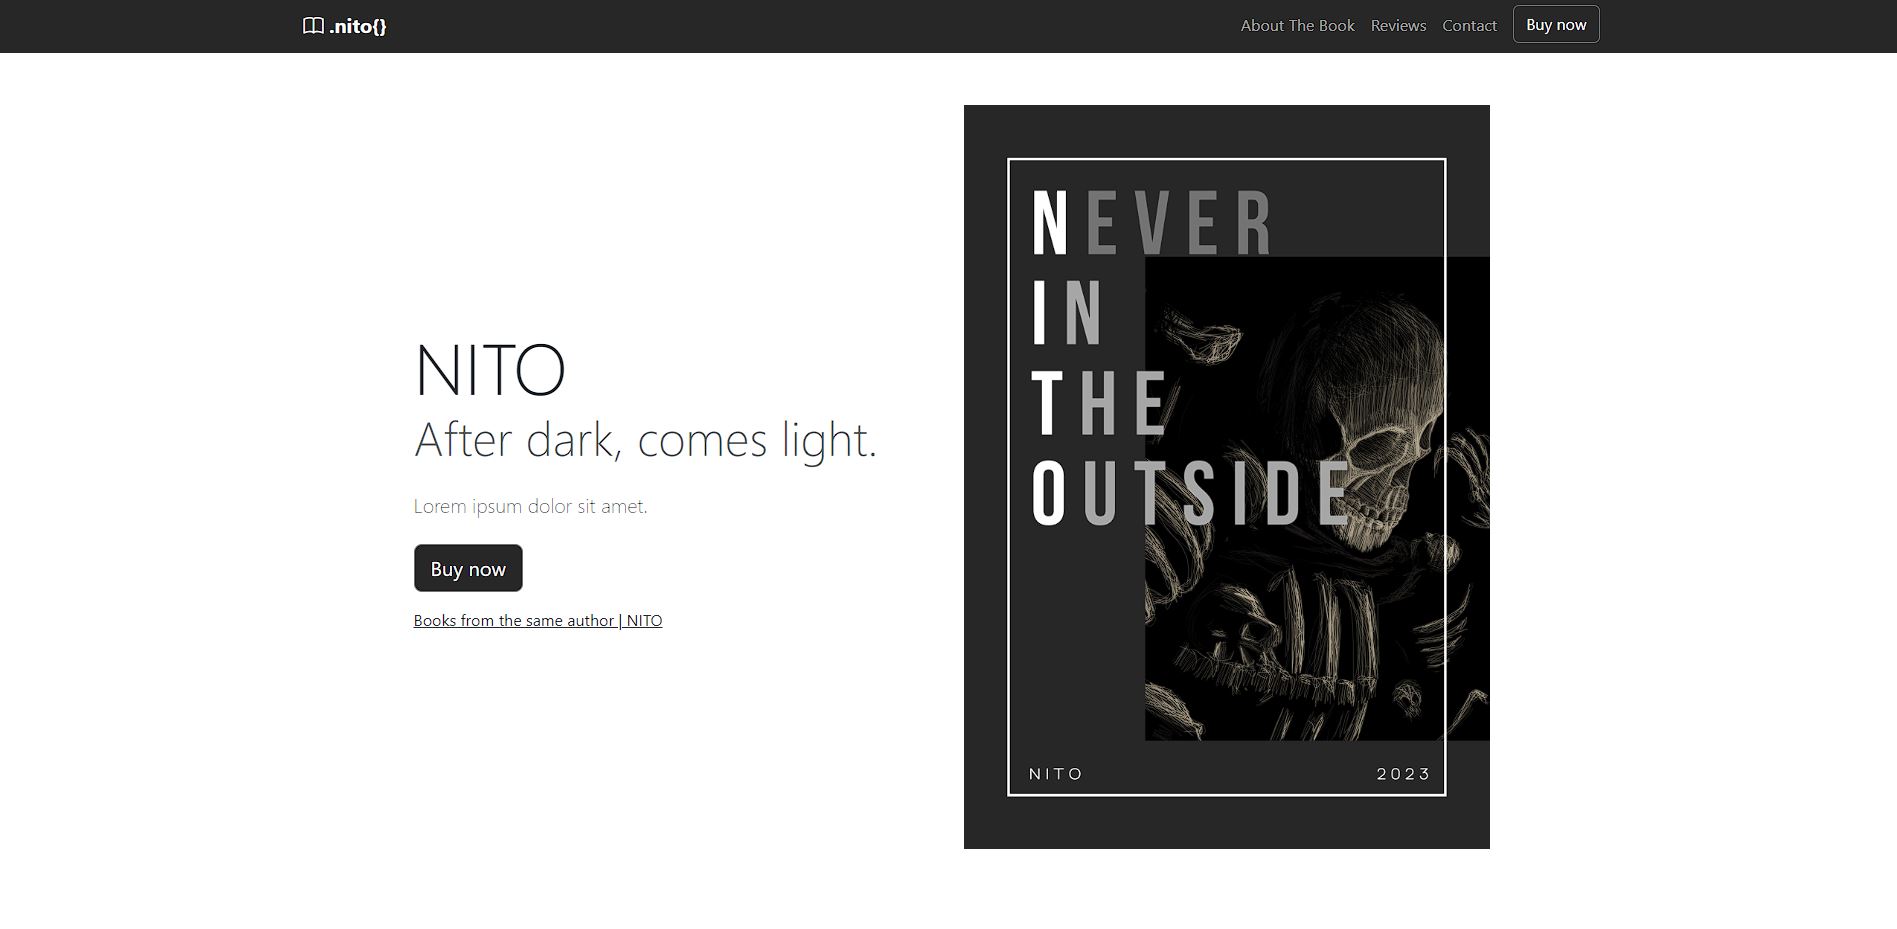 .nito{}
About The Book
Reviews
Contact
Buy now
NITO
After dark, comes light.
Lorem ipsum dolor sit amet.
Buy now
Books from the same author | NITO
NEVER
IN
THE
OUTSIDE
NITO
2023